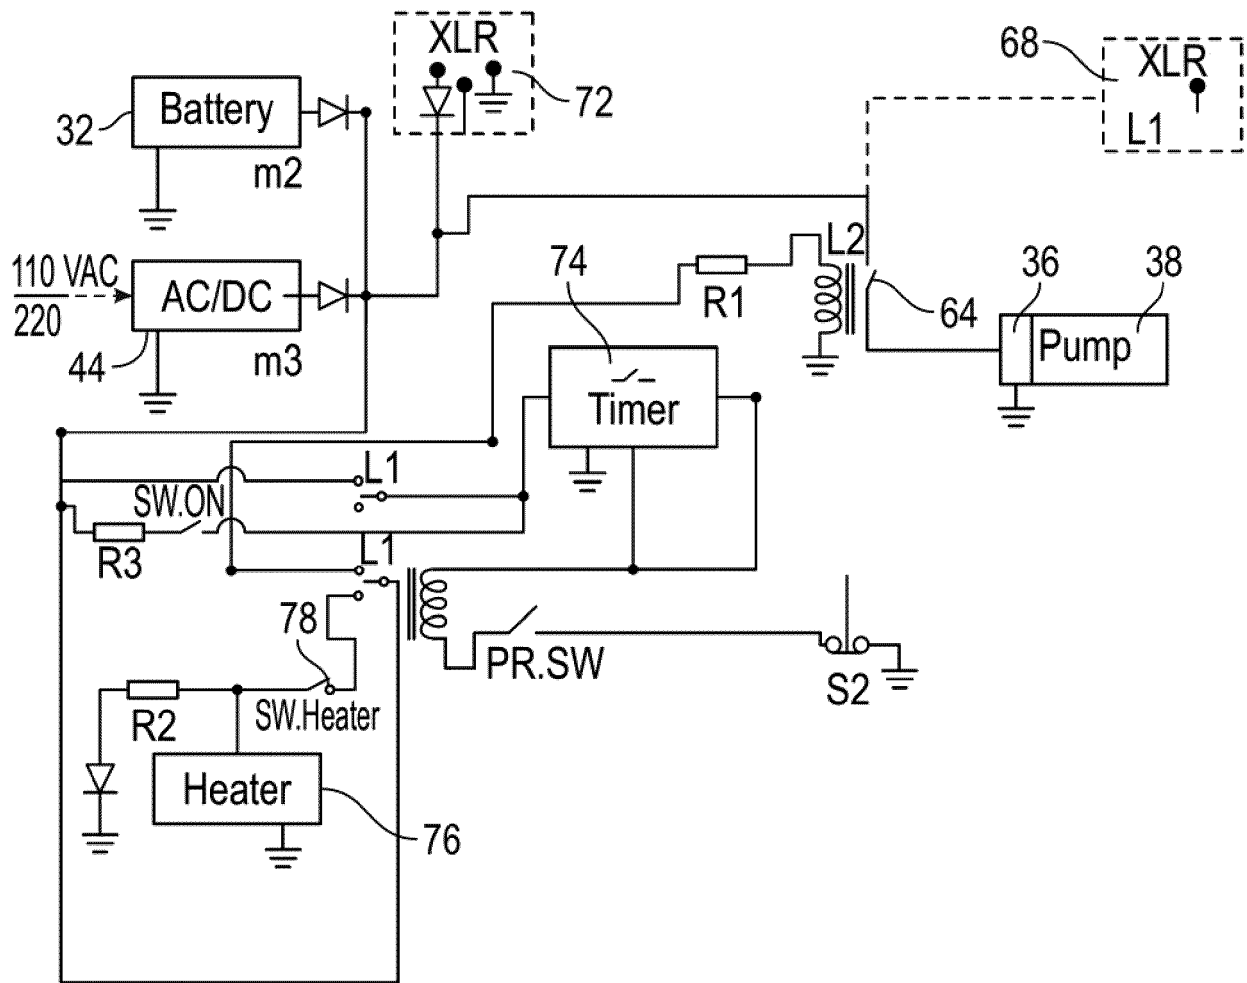 XLR
72
68
XLR
L1
Battery
32
m2
110 VAC
220
AC/DC
44
m3
74
Timer
R1
L2
64
36
38
Pump
L1
SW.ON
R3
L1
78
PR.SW
S2
R2
SW.Heater
Heater
76